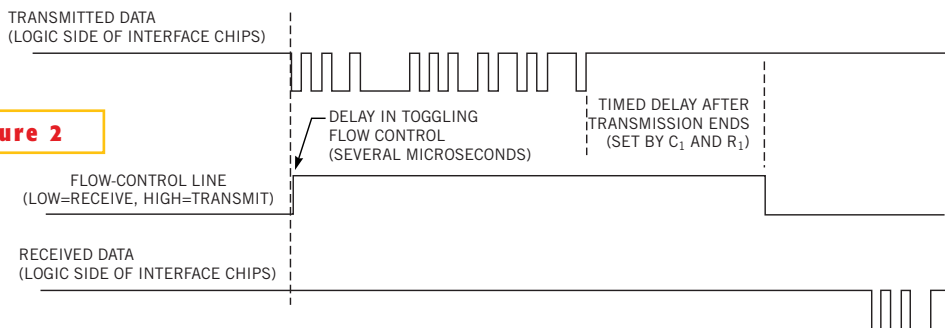 TRANSMITTED DATA
(LOGIC SIDE OF INTERFACE CHIPS)
DELAY IN TOGGLING
FLOW CONTROL
(SEVERAL MICROSECONDS)
TIMED DELAY AFTER
TRANSMISSION ENDS
(SET BY C₁ AND R₁)
ure 2
FLOW-CONTROL LINE
(LOW=RECEIVE, HIGH=TRANSMIT)
RECEIVED DATA
(LOGIC SIDE OF INTERFACE CHIPS)